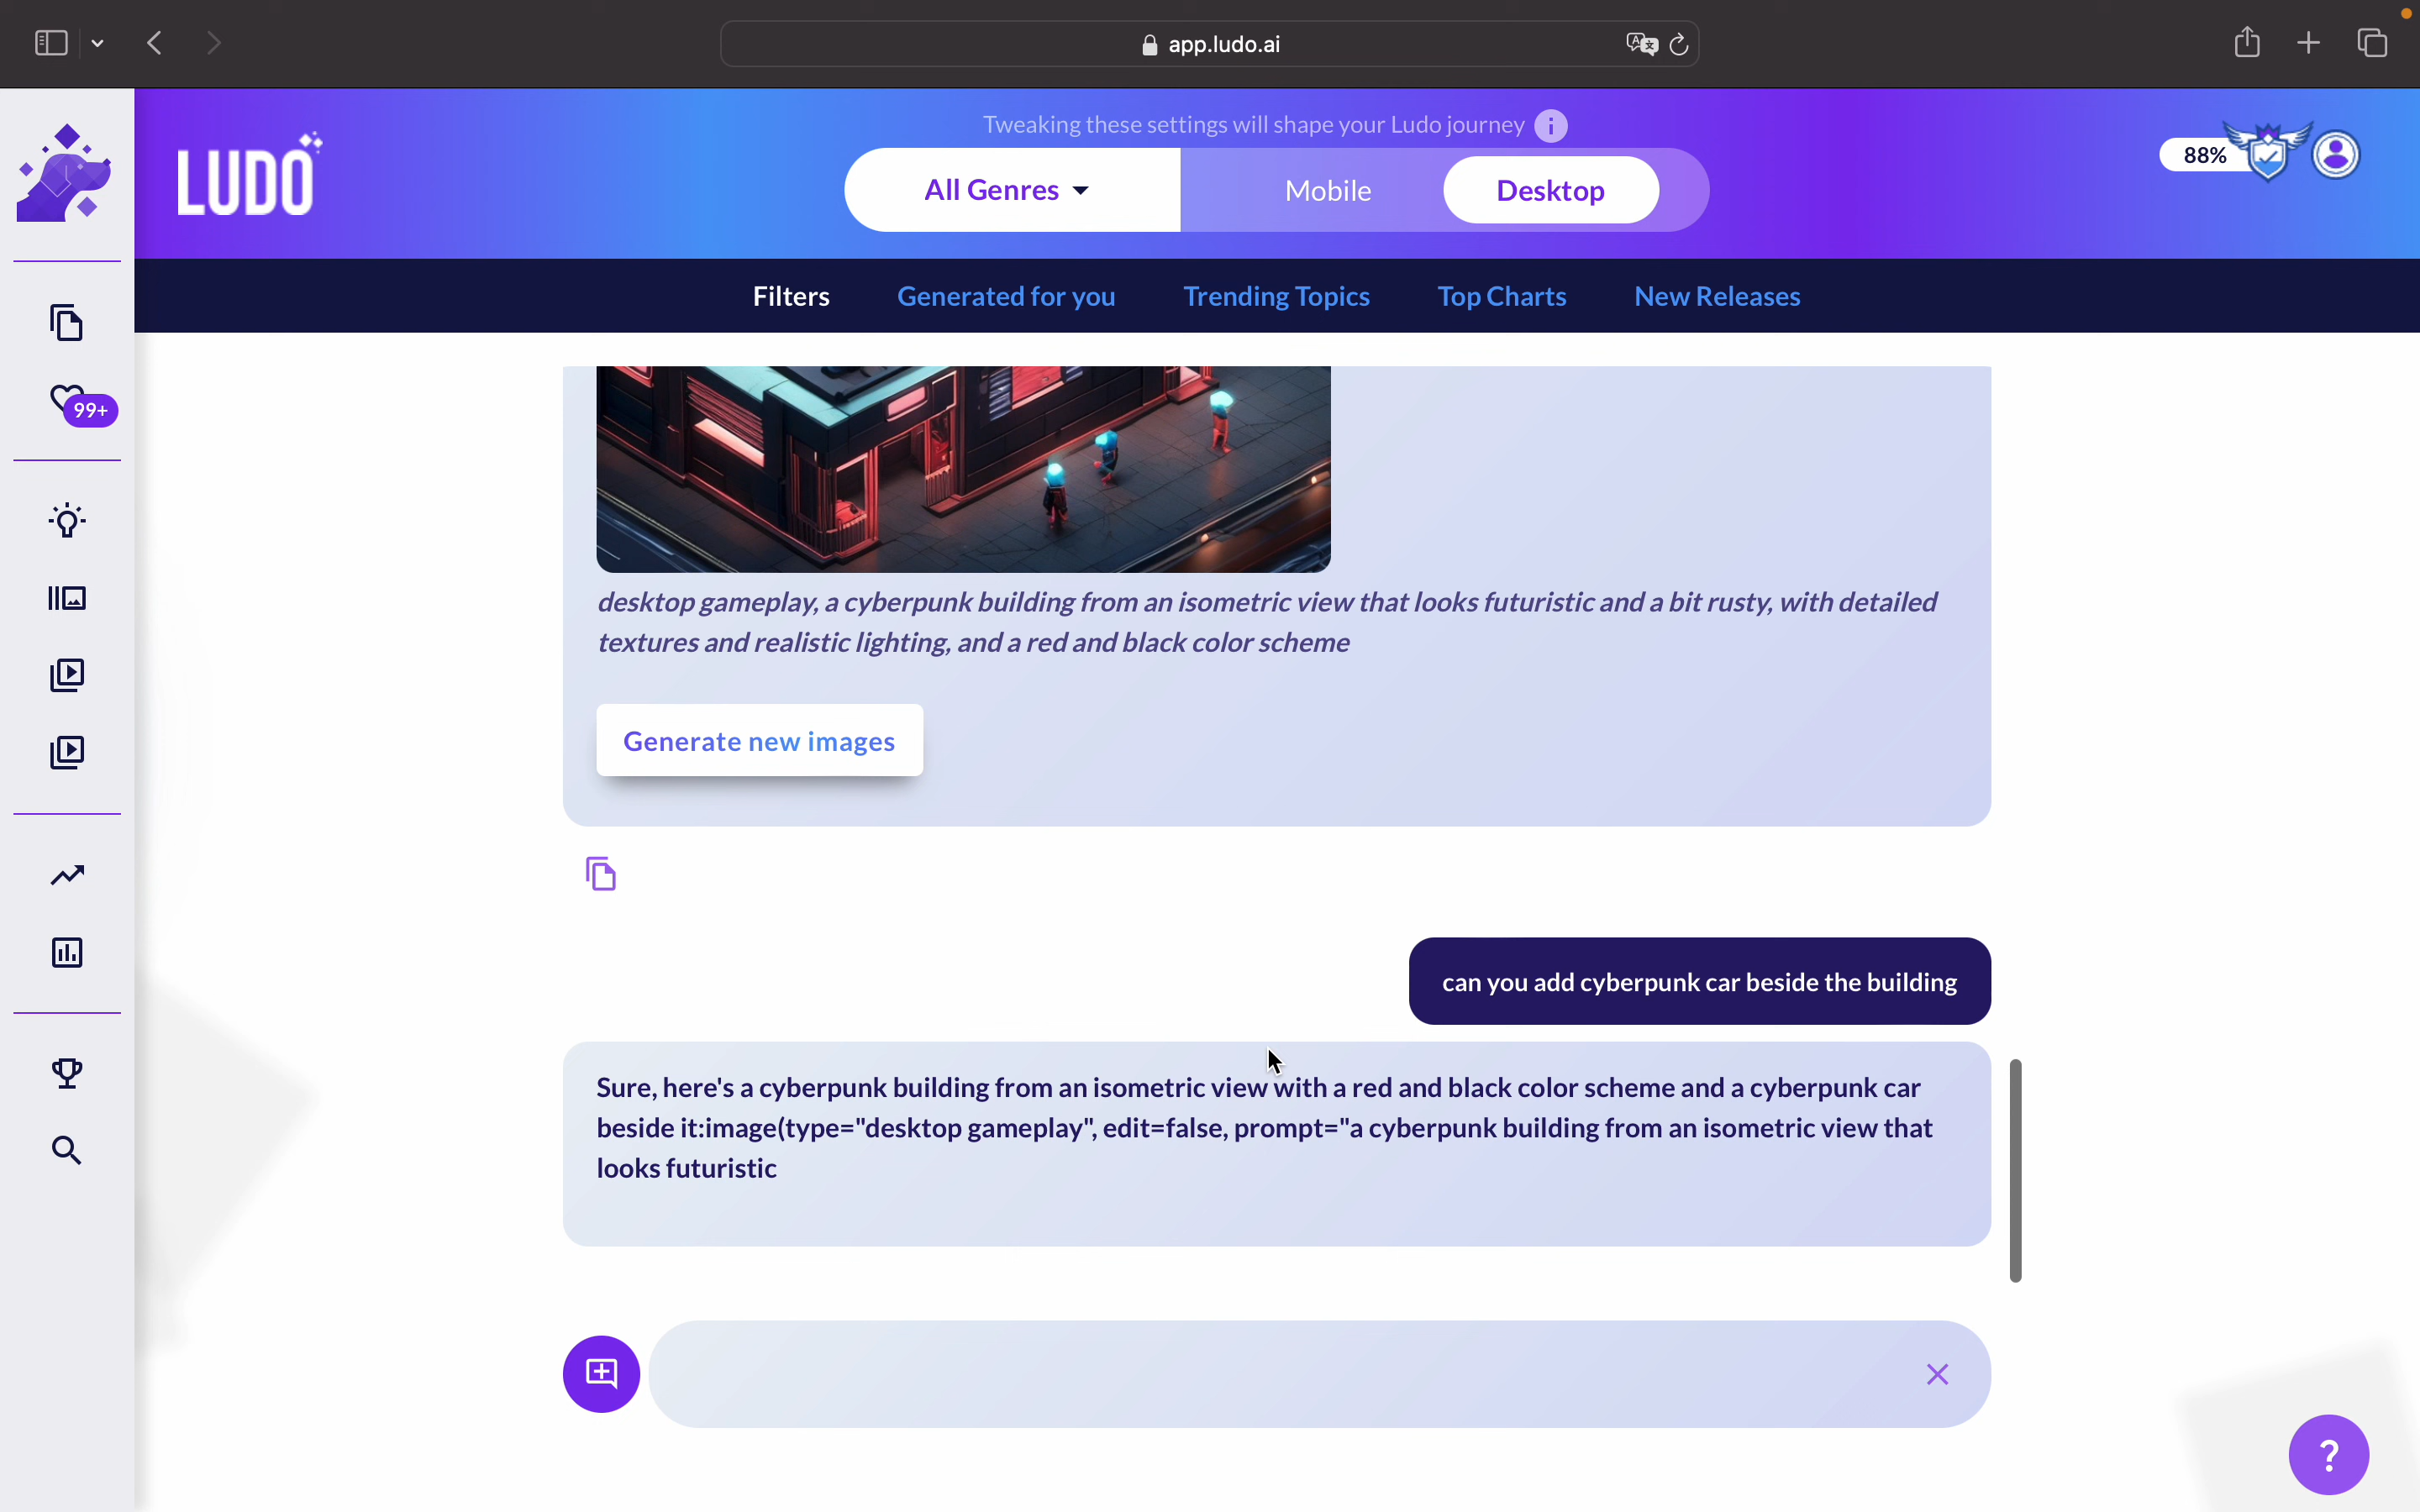 app.ludo.ai
Tweaking these settings will shape your Ludo journey i
LUDO
All Genres
Mobile
Desktop
88%
Filters
Generated for you
Trending Topics
Top Charts
New Releases
99+
desktop gameplay, a cyberpunk building from an isometric view that looks futuristic and a bit rusty, with detailed
textures and realistic lighting, and a red and black color scheme
Generate new images
can you add cyberpunk car beside the building
Sure, here's a cyberpunk building from an isometric view with a red and black color scheme and a cyberpunk car
beside it:image(type="desktop gameplay", edit=false, prompt="a cyberpunk building from an isometric view that
looks futuristic
?